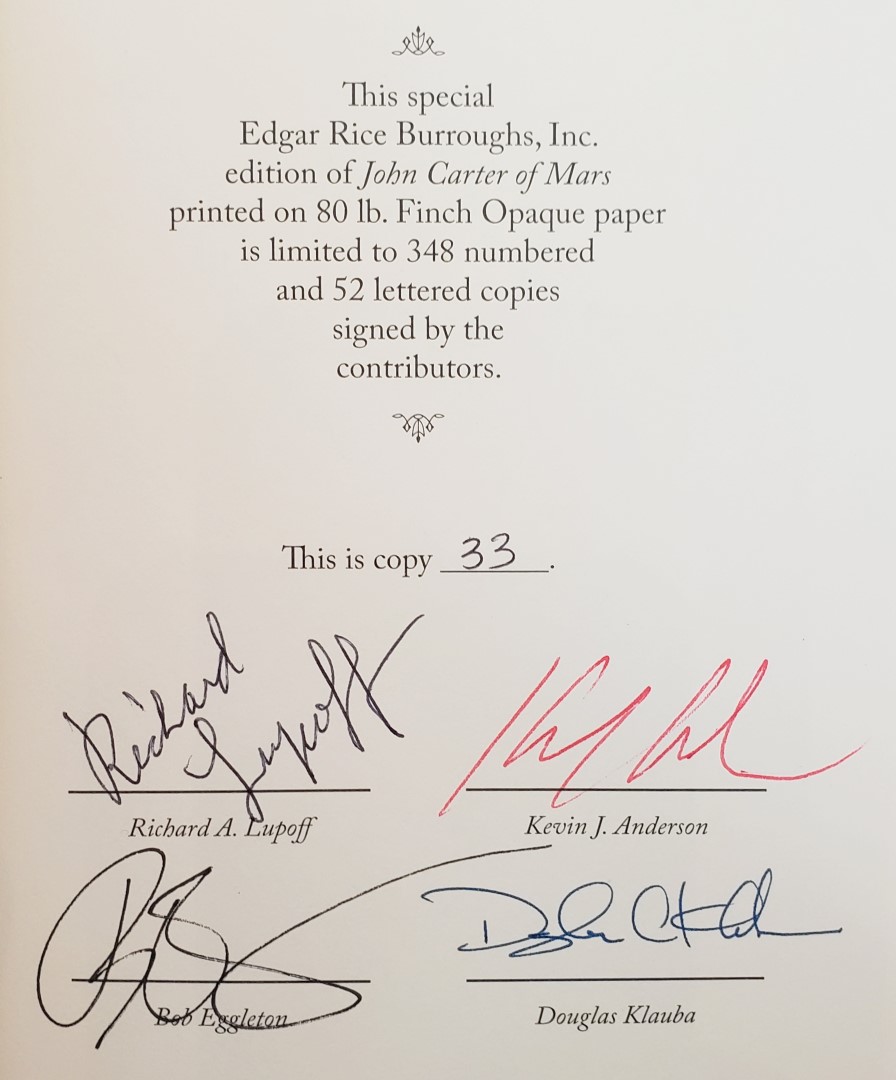 This special
Edgar Rice Burroughs, Inc.
edition of John Carter of Mars
printed on 80 lb. Finch Opaque paper
is limited to 348 numbered
and 52 lettered copies
signed by the
contributors.
This is copy 33.
Richard Lupoff
Richard A. Lupoff
Kevin J. Anderson
Bob Eggleton
Douglas Klauba